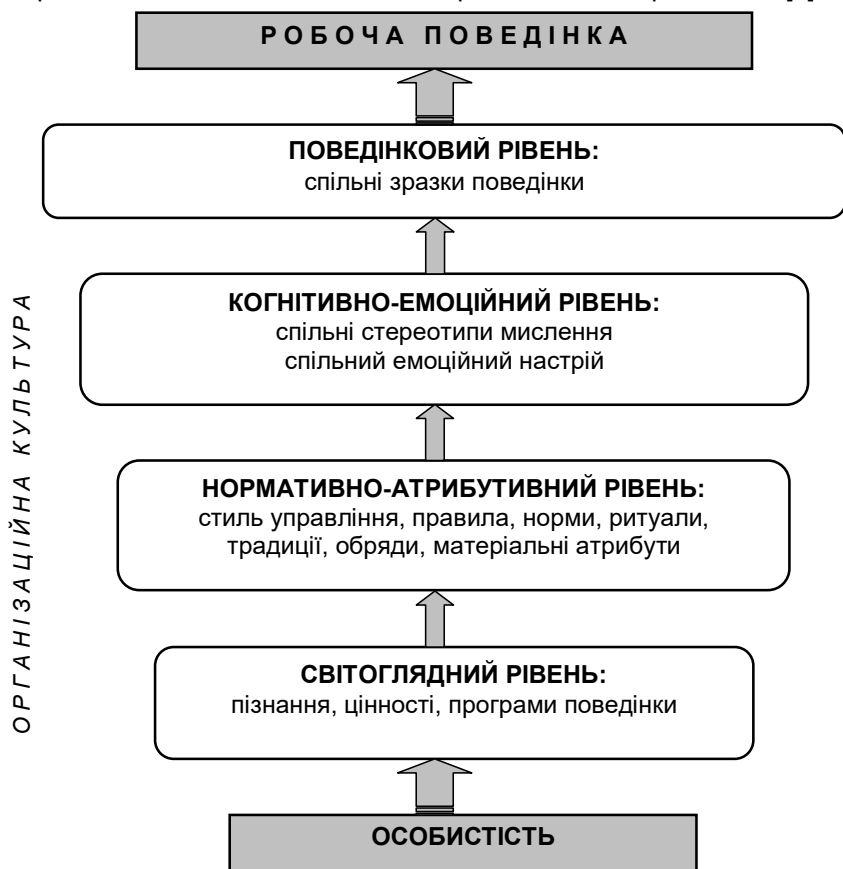 РОБОЧА ПОВЕДІНКА
ПОВЕДІНКОВИЙ РІВЕНЬ:
спільні зразки поведінки
КОГНІТИВНО-ЕМОЦІЙНИЙ РІВЕНЬ:
спільні стереотипи мислення
спільний емоційний настрій
НОРМАТИВНО-АТРИБУТИВНИЙ РІВЕНЬ:
стиль управління, правила, норми, ритуали,
традиції, обряди, матеріальні атрибути
СВІТОГЛЯДНИЙ РІВЕНЬ:
пізнання, цінності, програми поведінки
ОСОБИСТІСТЬ
ОРГАНІЗАЦІЙНА КУЛЬТУРА